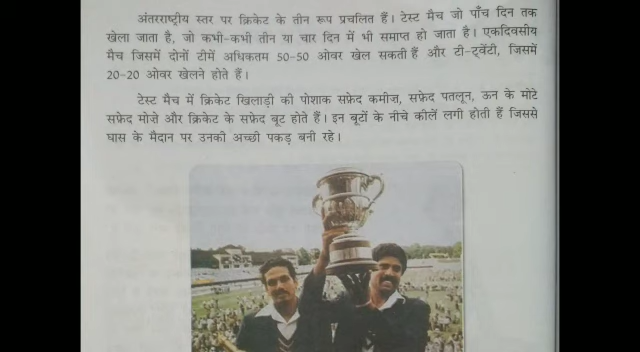 अंतरराष्ट्रीय स्तर पर क्रिकेट के तीन रूप प्रचलित हैं। टेस्ट मैच जो पाँच दिन तक
खेला जाता है, जो कभी-कभी तीन या चार दिन में भी समाप्त हो जाता है। एकदिवसीय
मैच जिसमें दोनों टीमें अधिकतम 50-50 ओवर खेल सकती हैं और टी-ट्वेंटी, जिसमें
20-20 ओवर खेलने होते हैं।
टेस्ट मैच में क्रिकेट खिलाड़ी की पोशाक सफ़ेद कमीज़, सफ़ेद पतलून, ऊन के मोटे
सफ़ेद मोज़े और क्रिकेट के सफ़ेद बूट होते हैं। इन बूटों के नीचे कीलें लगी होती हैं जिससे
घास के मैदान पर उनकी अच्छी पकड़ बनी रहे।